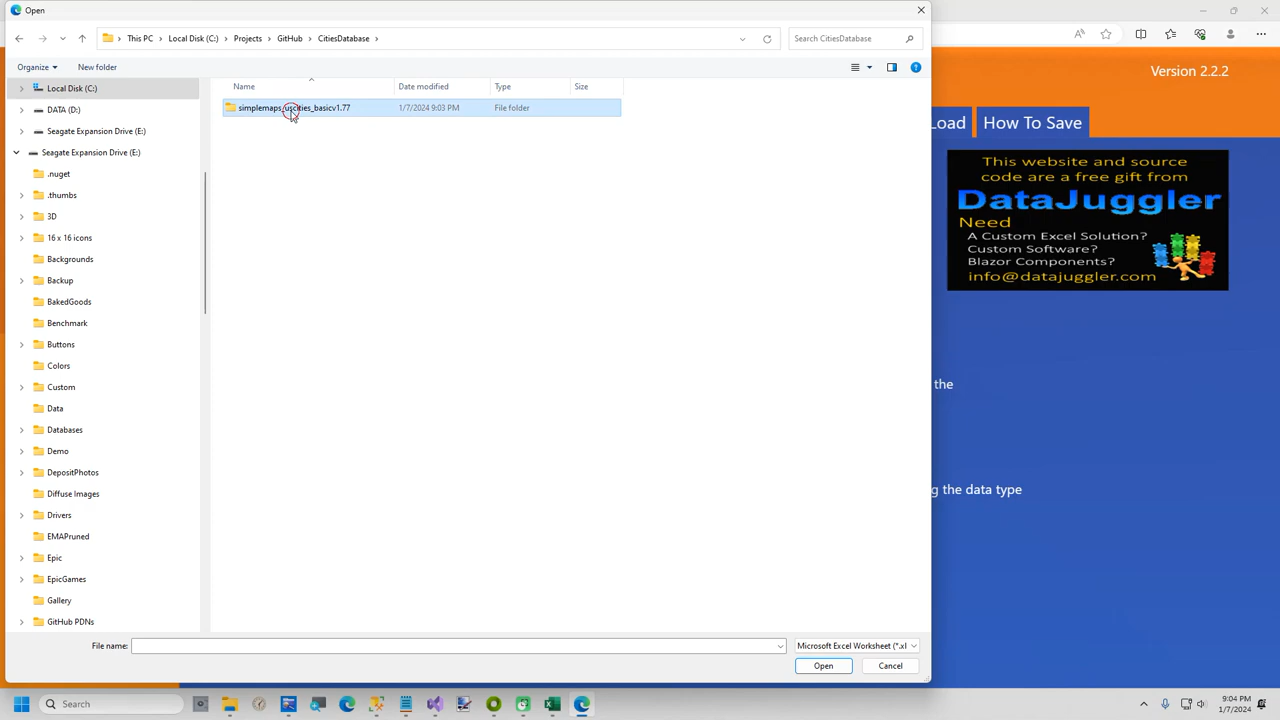 Open
This PC > Local Disk (C:) > Projects > GitHub > CitiesDatabase >
Search CitiesDatabase
Organize
New folder
Version 2.2.2
Local Disk (C:)
DATA (D:)
Seagate Expansion Drive (E:)
Seagate Expansion Drive (E:)
.nuget
.thumbs
3D
16 x 16 icons
Backgrounds
Backup
BakedGoods
Benchmark
Buttons
Colors
Custom
Data
Databases
Demo
DepositPhotos
Diffuse Images
Drivers
EMAPruned
Epic
EpicGames
Gallery
GitHub PDNs
Name Date modified Type Size
simplemaps_uscities_basicv1.77 1/7/2024 9:03 PM File folder
Load
How To Save
This website and source
code are a free gift from
DataJuggler
Need
A Custom Excel Solution?
Custom Software?
Blazor Components?
info@datajuggler.com
the
g the data type
File name:
Microsoft Excel Worksheet (*.xl
Open
Cancel
Search
9:04 PM
1/7/2024